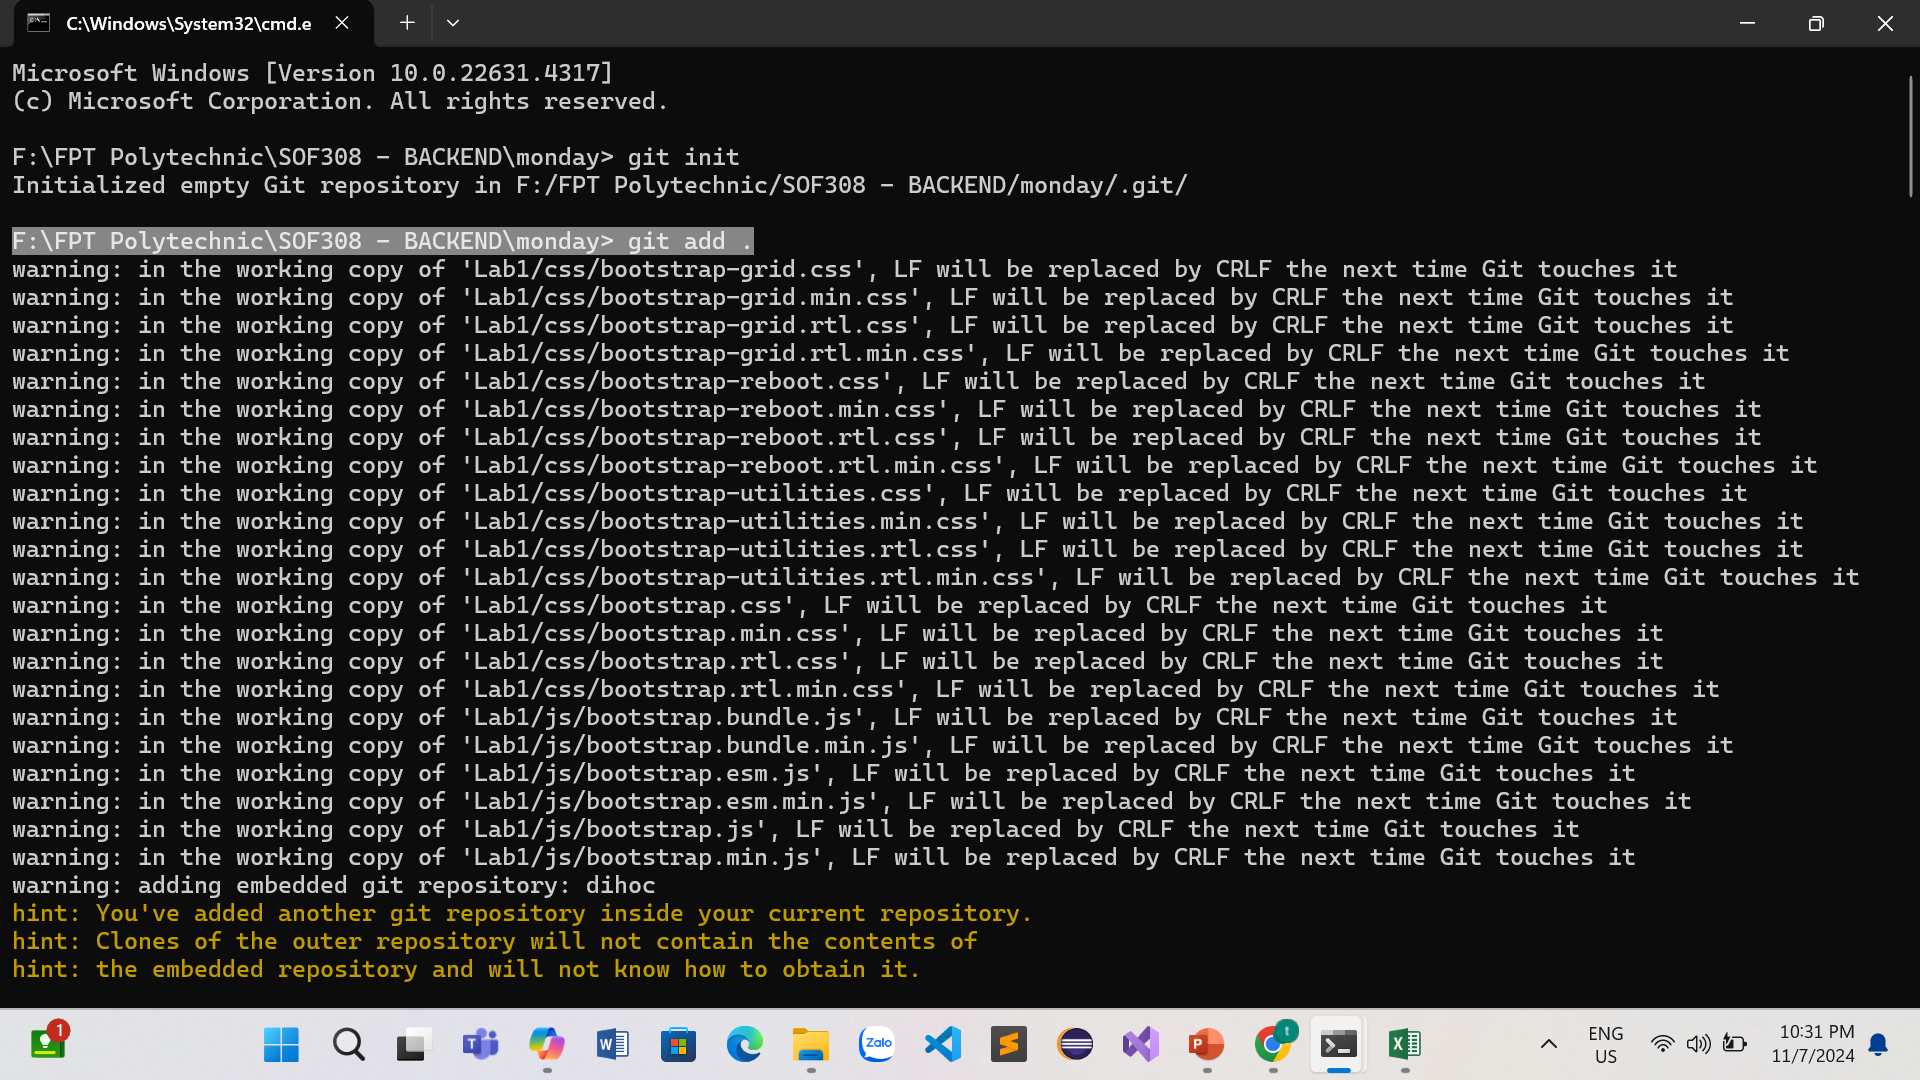 C:\Windows\System32\cmd.e
Microsoft Windows [Version 10.0.22631.4317]
(c) Microsoft Corporation. All rights reserved.
F:\FPT Polytechnic\SOF308 - BACKEND\monday> git init
Initialized empty Git repository in F:/FPT Polytechnic/SOF308 - BACKEND/monday/.git/
F:\FPT Polytechnic\SOF308 - BACKEND\monday> git add .
warning: in the working copy of 'Lab1/css/bootstrap-grid.css', LF will be replaced by CRLF the next time Git touches it
warning: in the working copy of 'Lab1/css/bootstrap-grid.min.css', LF will be replaced by CRLF the next time Git touches it
warning: in the working copy of 'Lab1/css/bootstrap-grid.rtl.css', LF will be replaced by CRLF the next time Git touches it
warning: in the working copy of 'Lab1/css/bootstrap-grid.rtl.min.css', LF will be replaced by CRLF the next time Git touches it
warning: in the working copy of 'Lab1/css/bootstrap-reboot.css', LF will be replaced by CRLF the next time Git touches it
warning: in the working copy of 'Lab1/css/bootstrap-reboot.min.css', LF will be replaced by CRLF the next time Git touches it
warning: in the working copy of 'Lab1/css/bootstrap-reboot.rtl.css', LF will be replaced by CRLF the next time Git touches it
warning: in the working copy of 'Lab1/css/bootstrap-reboot.rtl.min.css', LF will be replaced by CRLF the next time Git touches it
warning: in the working copy of 'Lab1/css/bootstrap-utilities.css', LF will be replaced by CRLF the next time Git touches it
warning: in the working copy of 'Lab1/css/bootstrap-utilities.min.css', LF will be replaced by CRLF the next time Git touches it
warning: in the working copy of 'Lab1/css/bootstrap-utilities.rtl.css', LF will be replaced by CRLF the next time Git touches it
warning: in the working copy of 'Lab1/css/bootstrap-utilities.rtl.min.css', LF will be replaced by CRLF the next time Git touches it
warning: in the working copy of 'Lab1/css/bootstrap.css', LF will be replaced by CRLF the next time Git touches it
warning: in the working copy of 'Lab1/css/bootstrap.min.css', LF will be replaced by CRLF the next time Git touches it
warning: in the working copy of 'Lab1/css/bootstrap.rtl.css', LF will be replaced by CRLF the next time Git touches it
warning: in the working copy of 'Lab1/css/bootstrap.rtl.min.css', LF will be replaced by CRLF the next time Git touches it
warning: in the working copy of 'Lab1/js/bootstrap.bundle.js', LF will be replaced by CRLF the next time Git touches it
warning: in the working copy of 'Lab1/js/bootstrap.bundle.min.js', LF will be replaced by CRLF the next time Git touches it
warning: in the working copy of 'Lab1/js/bootstrap.esm.js', LF will be replaced by CRLF the next time Git touches it
warning: in the working copy of 'Lab1/js/bootstrap.esm.min.js', LF will be replaced by CRLF the next time Git touches it
warning: in the working copy of 'Lab1/js/bootstrap.js', LF will be replaced by CRLF the next time Git touches it
warning: in the working copy of 'Lab1/js/bootstrap.min.js', LF will be replaced by CRLF the next time Git touches it
warning: adding embedded git repository: dihoc
hint: You've added another git repository inside your current repository.
hint: Clones of the outer repository will not contain the contents of
hint: the embedded repository and will not know how to obtain it.
1
T
W
Zalo
P
t
X
ENG
US
10:31 PM
11/7/2024